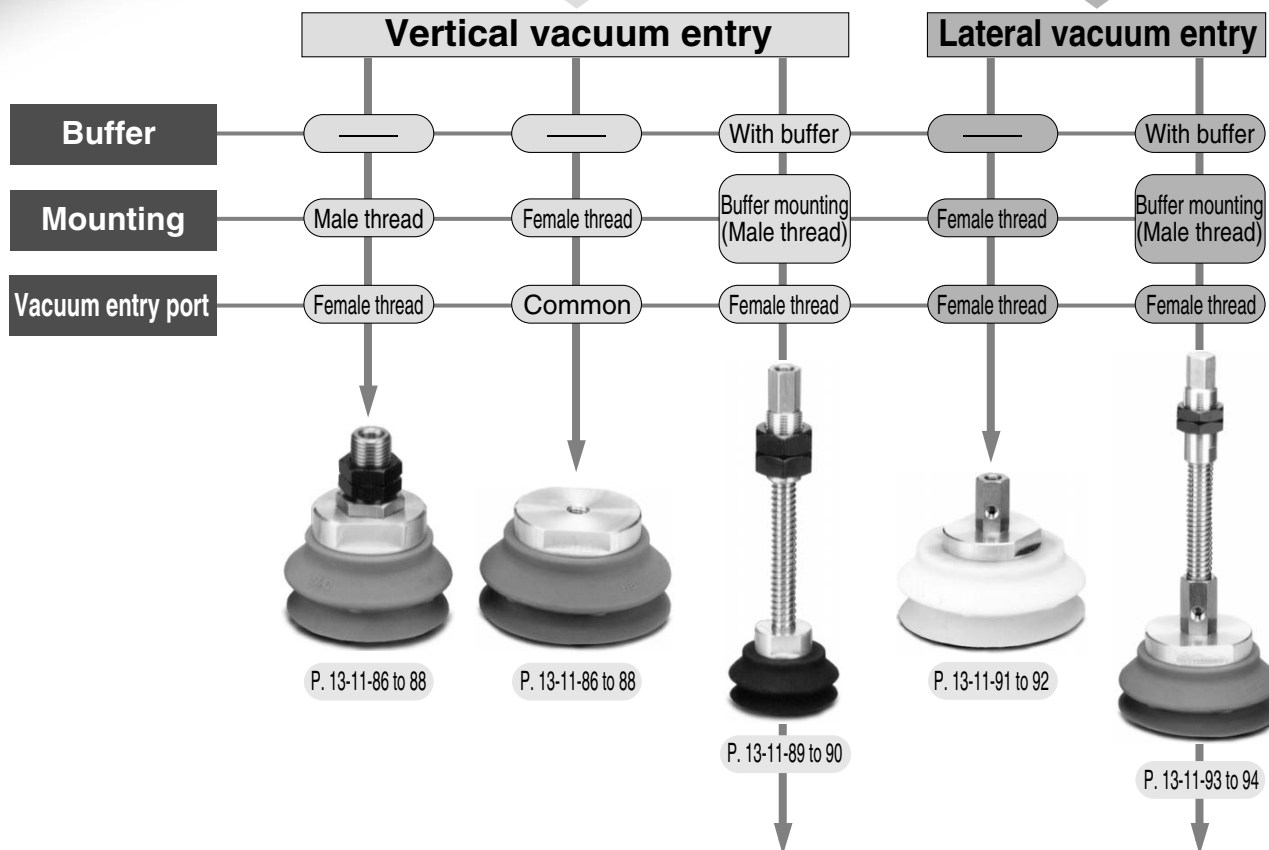 Vertical vacuum entry
Lateral vacuum entry
Buffer
With buffer
With buffer
Mounting
Male thread
Female thread
Buffer mounting
(Male thread)
Female thread
Buffer mounting
(Male thread)
Vacuum entry port
Female thread
Common
Female thread
Female thread
Female thread
P. 13-11-86 to 88
P. 13-11-86 to 88
P. 13-11-89 to 90
P. 13-11-91 to 92
P. 13-11-93 to 94